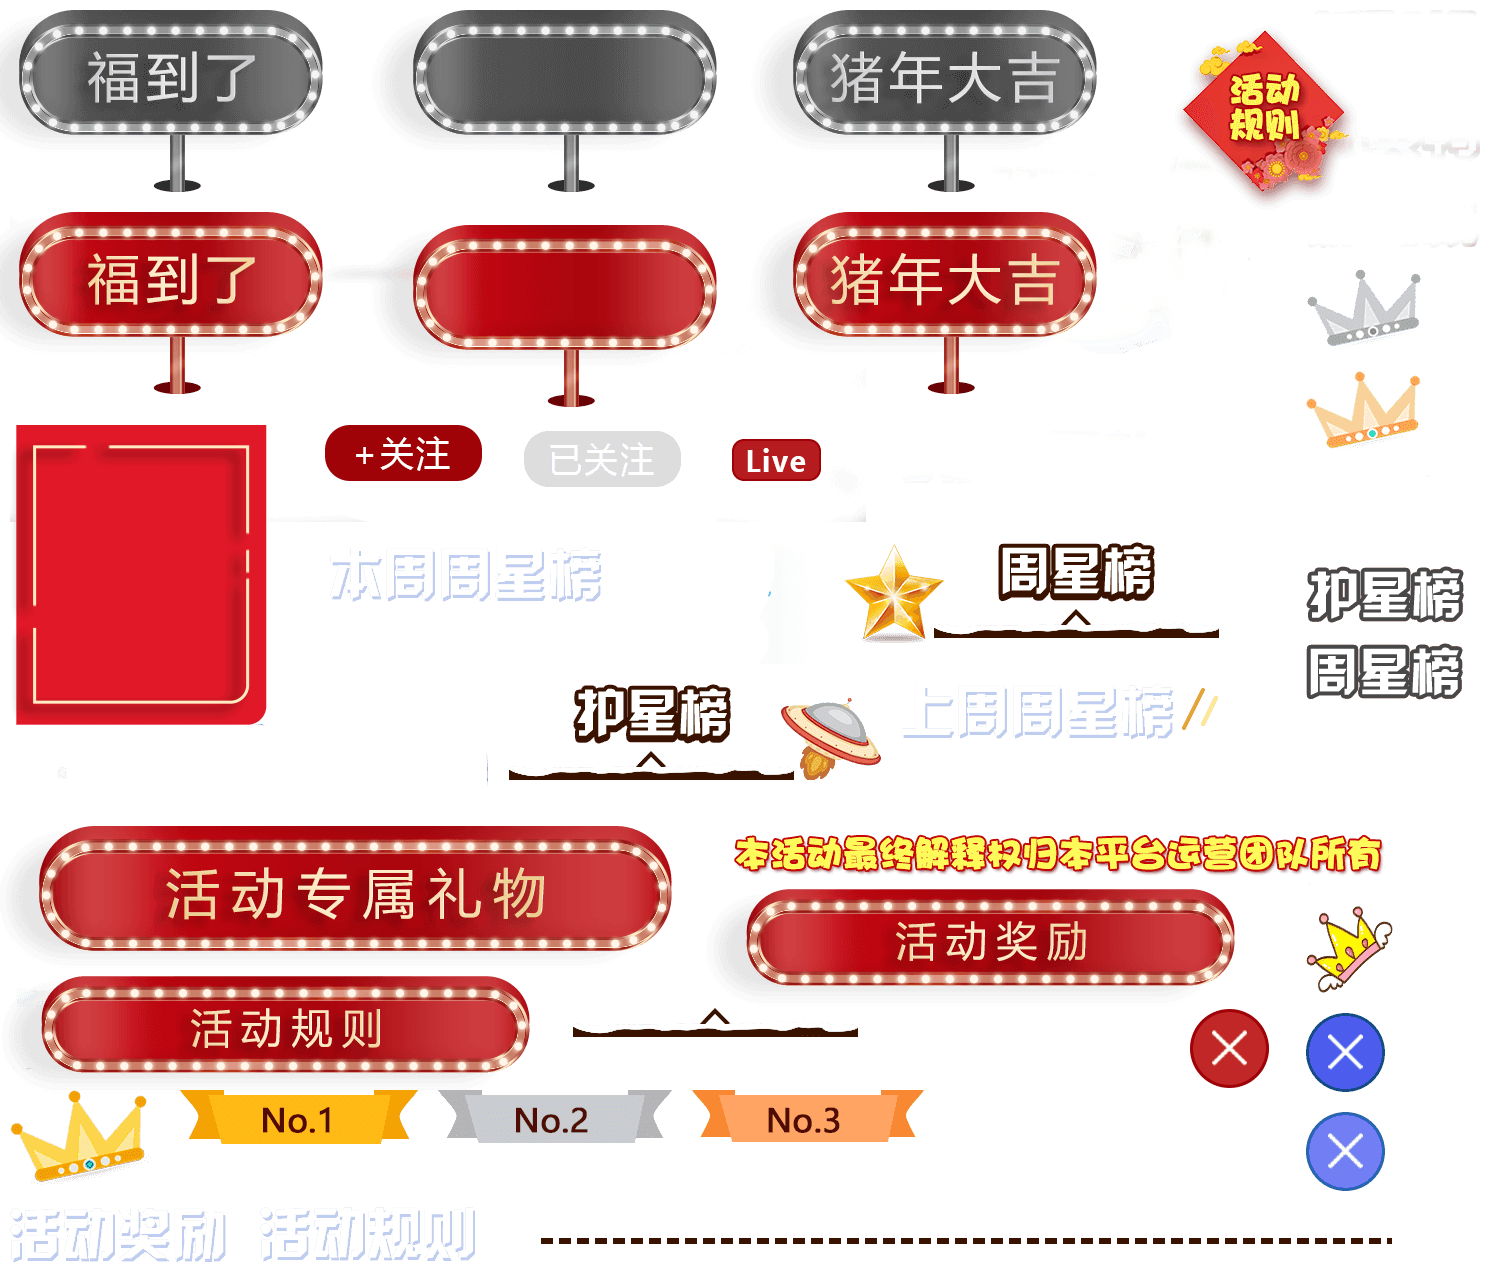 福到了
猪年大吉
活动
规则
福到了
猪年大吉
+关注
已关注
Live
本周周星榜
周星榜
护星榜
周星榜
护星榜
上周周星榜
本活动最终解释权归本平台运营团队所有
活动专属礼物
活动奖励
活动规则
No.1
No.2
No.3
活动奖励
活动规则